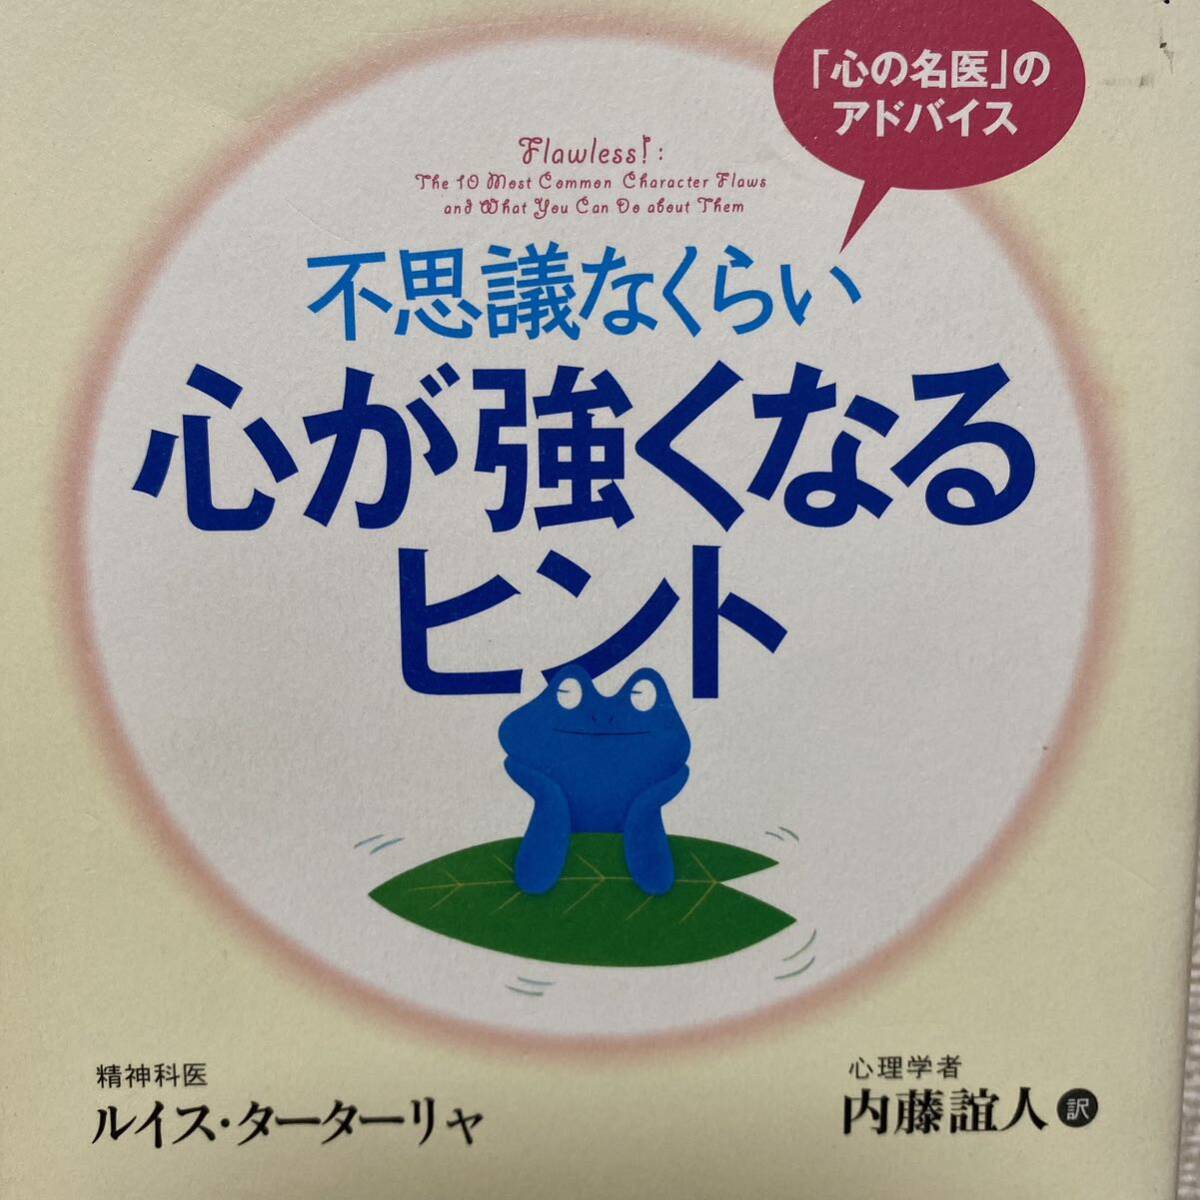 「心の名医」の
アドバイス
Flawless!:
The 10 Most Common Character Flaws
and What You Can Do about Them
不思議なくらい
心が強くなる
ヒント
精神科医
ルイス・ターターリャ
心理学者
内藤誼人 訳